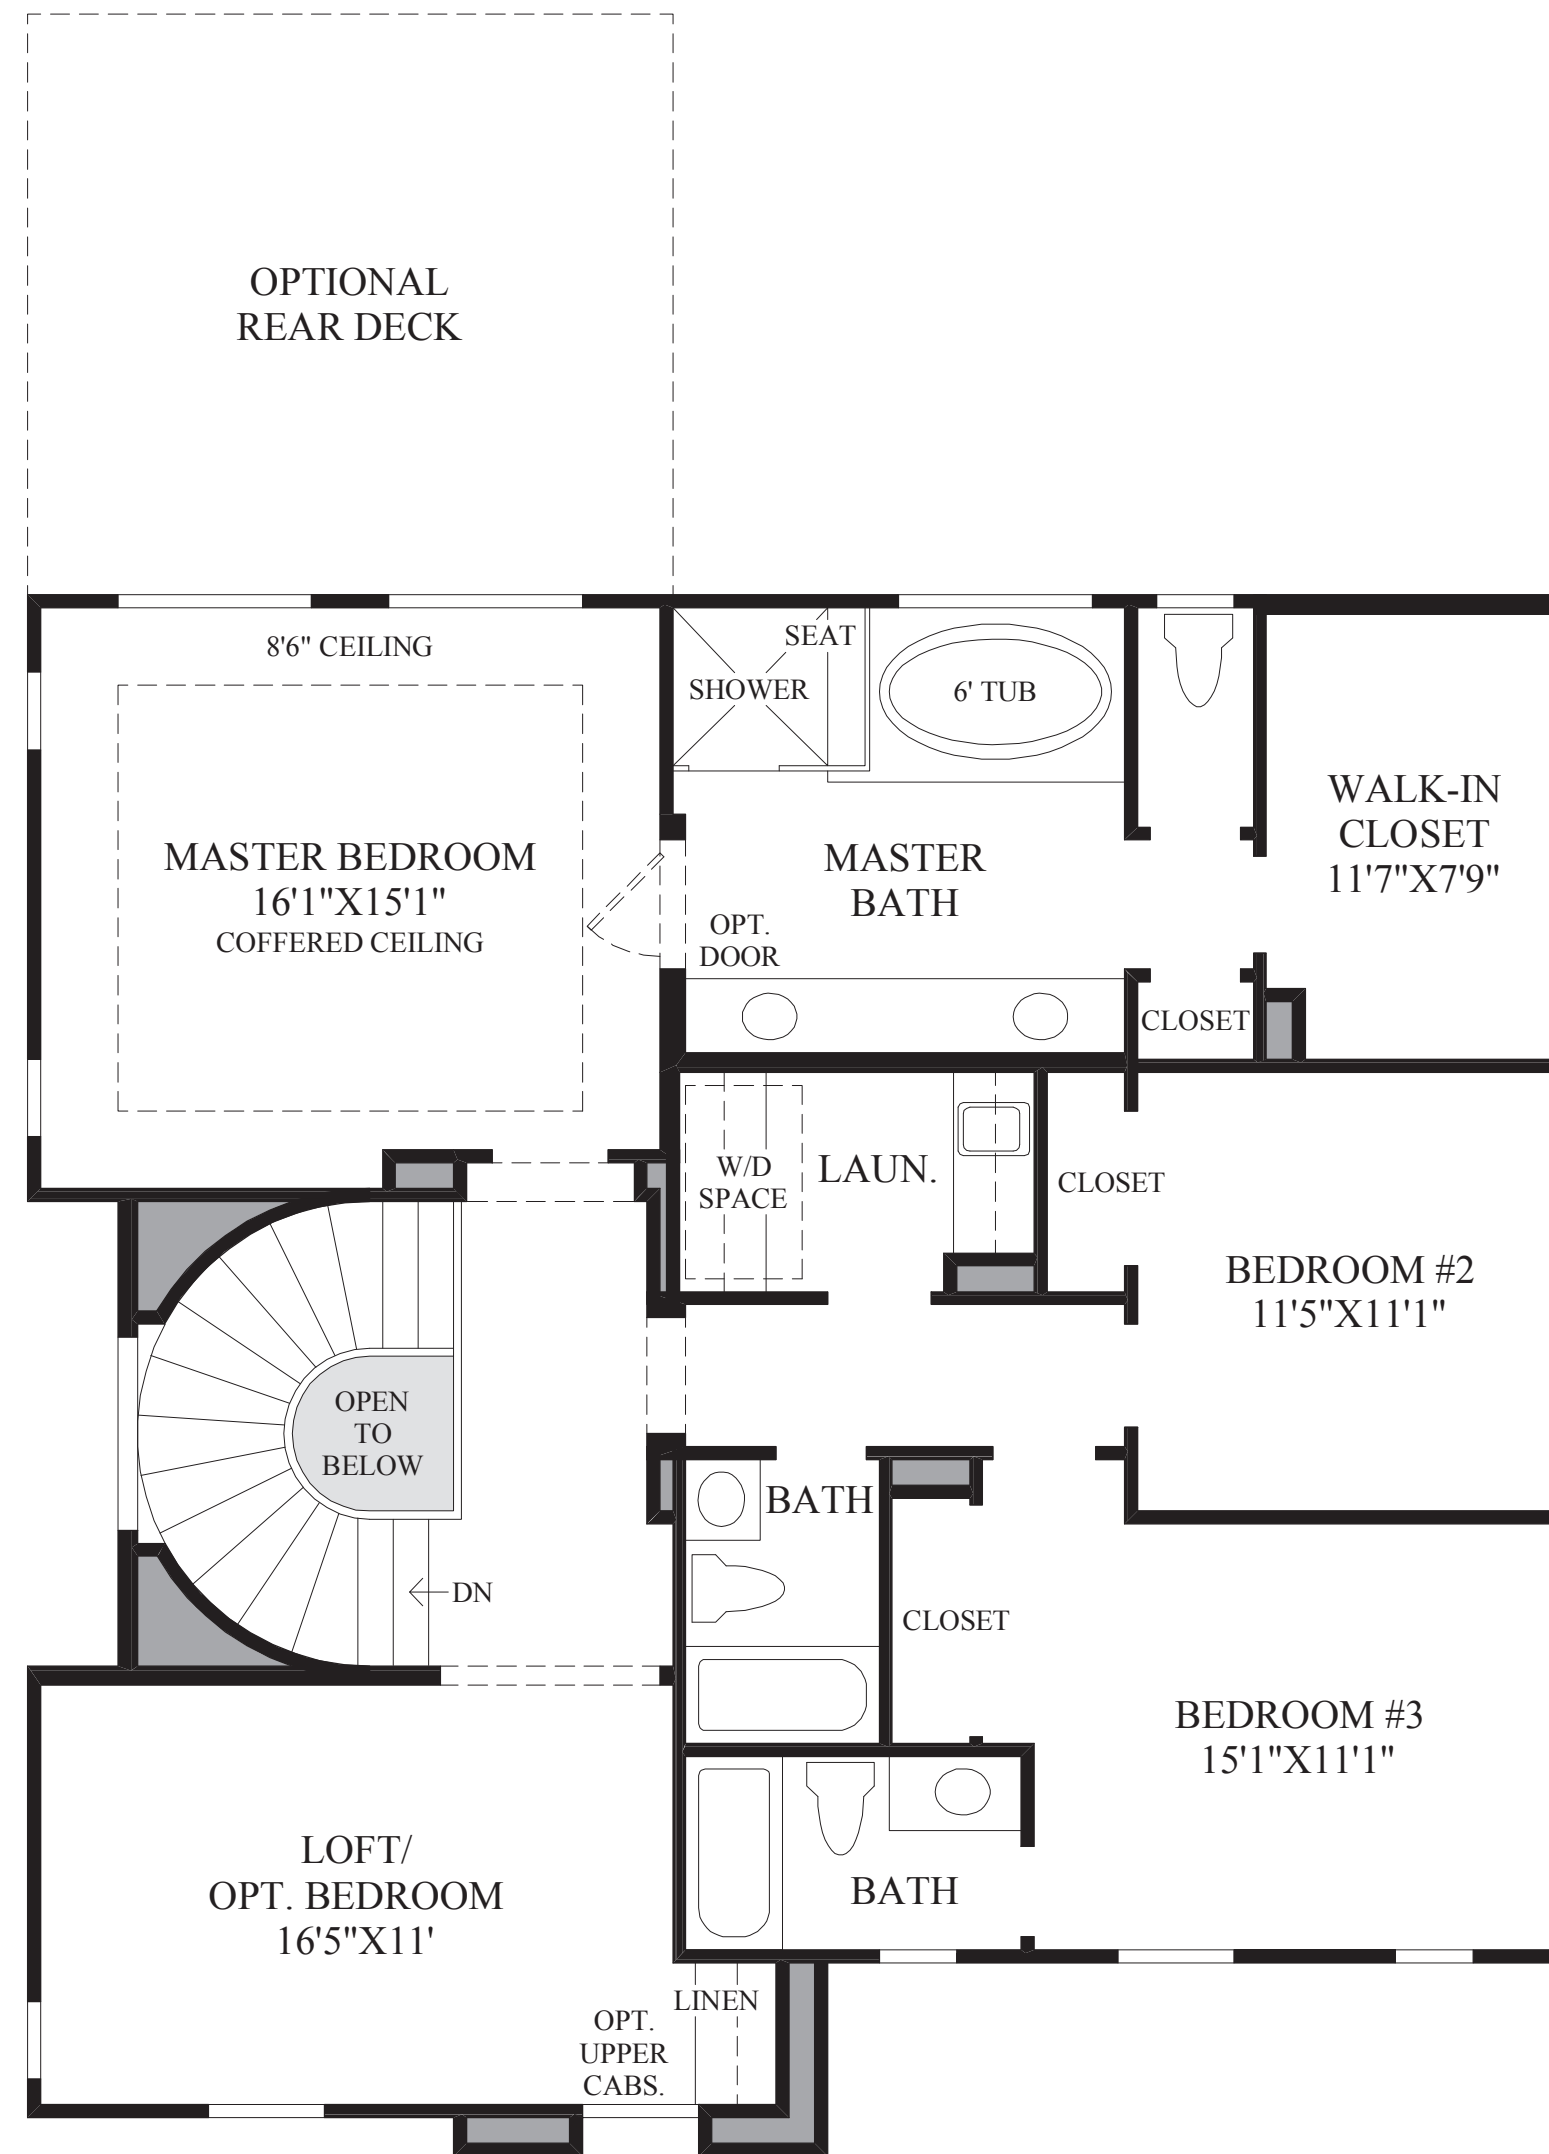 OPTIONAL
REAR DECK
8'6" CEILING
SEAT
SHOWER
6' TUB
WALK-IN
CLOSET
11'7"X7'9"
MASTER BEDROOM
16'1"X15'1"
COFFERED CEILING
MASTER
BATH
OPT.
DOOR
CLOSET
W/D
SPACE
LAUN.
CLOSET
BEDROOM #2
11'5"X11'1"
OPEN
TO
BELOW
BATH
DN
CLOSET
BEDROOM #3
15'1"X11'1"
LOFT/
OPT. BEDROOM
16'5"X11'
BATH
LINEN
OPT.
UPPER
CABS.